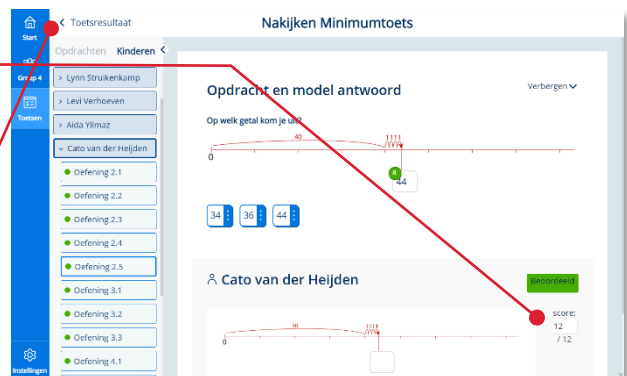 Start
Group 4
Toetsen
Instellingen
Toetsresultaat
Nakijken Minimumtoets
Opdrachten Kinderen
Lynn Struikenkamp
Levi Verhoeven
Aida Yilmaz
Cato van der Heijden
Oefening 2.1
Oefening 2.2
Oefening 2.3
Oefening 2.4
Oefening 2.5
Oefening 3.1
Oefening 3.2
Oefening 3.3
Oefening 4.1
Opdracht en model antwoord
Verbergen
Op welk getal kom je uit?
40 1111
0
R
44
34 36 44
Cato van der Heijden
Beoordeeld
score:
12
/ 12
40 1111
0